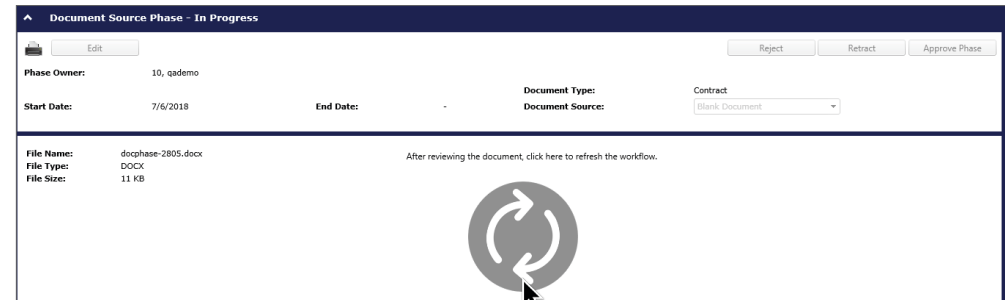 Document Source Phase - In Progress
Edit Reject Retract Approve Phase
Phase Owner: 10, qademo
Document Type: Contract
Start Date: 7/6/2018 End Date: - Document Source: Blank Document
File Name: docphase-2805.docx After reviewing the document, click here to refresh the workflow.
File Type: DOCX
File Size: 11 KB